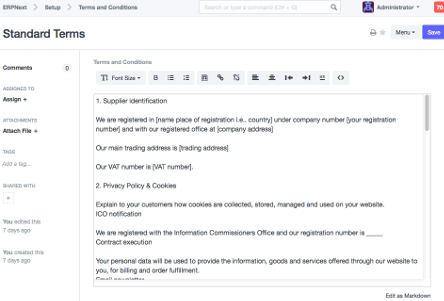 ERPNext > Setup > Terms and Conditions
Search or type a command (Ctrl + G)
Administrator
70
Standard Terms
Menu
Save
Comments 0
ASSIGNED TO
Assign +
ATTACHMENTS
Attach File +
TAGS
Add a tag...
SHARED WITH
+
You edited this
7 days ago
You created this
7 days ago
Terms and Conditions
Font Size
1. Supplier identification
We are registered in [name place of registration i.e.. country] under company number [your registration
number] and with our registered office at [company address]
Our main trading address is [trading address]
Our VAT number is [VAT number].
2. Privacy Policy & Cookies
Explain to your customers how cookies are collected, stored, managed and used on your website.
ICO notification
We are registered with the Information Commissioners Office and our registration number is _____
Contract execution
Your personal data will be used to provide the information, goods and services offered through our website to
you, for billing and order fulfillment.
Edit as Markdown